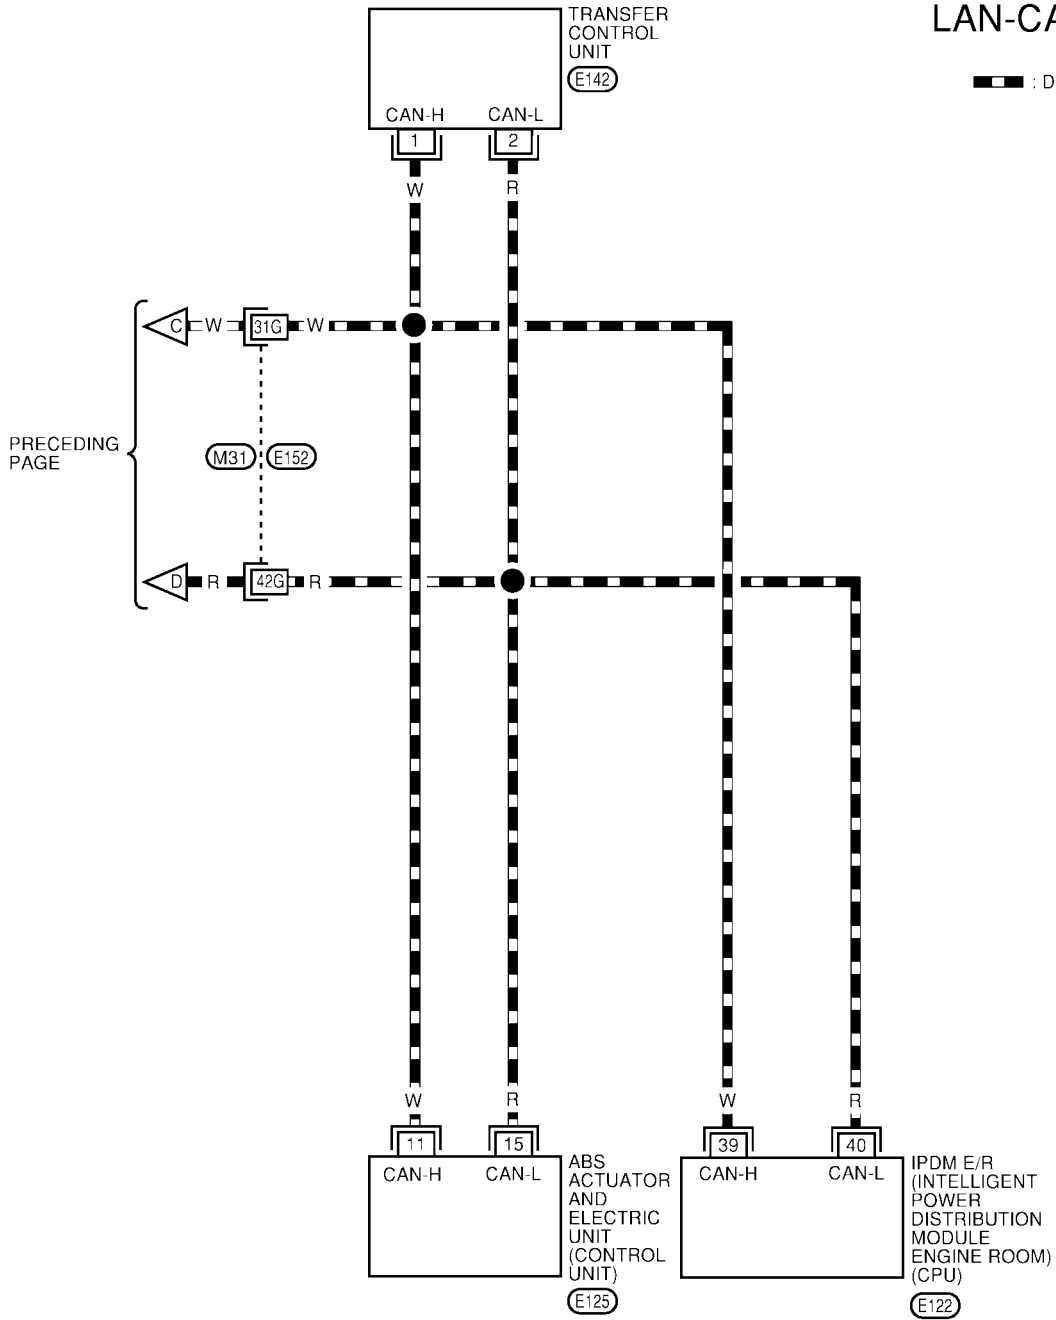 TRANSFER
CONTROL
UNIT
E142
LAN-CA
: D
CAN-H
CAN-L
1
2
W
R
C
W
31G
W
PRECEDING
PAGE
M31
E152
D
R
42G
R
W
R
W
R
11
15
39
40
CAN-H
CAN-L
CAN-H
CAN-L
ABS
ACTUATOR
AND
ELECTRIC
UNIT
(CONTROL
UNIT)
E125
IPDM E/R
(INTELLIGENT
POWER
DISTRIBUTION
MODULE
ENGINE ROOM)
(CPU)
E122